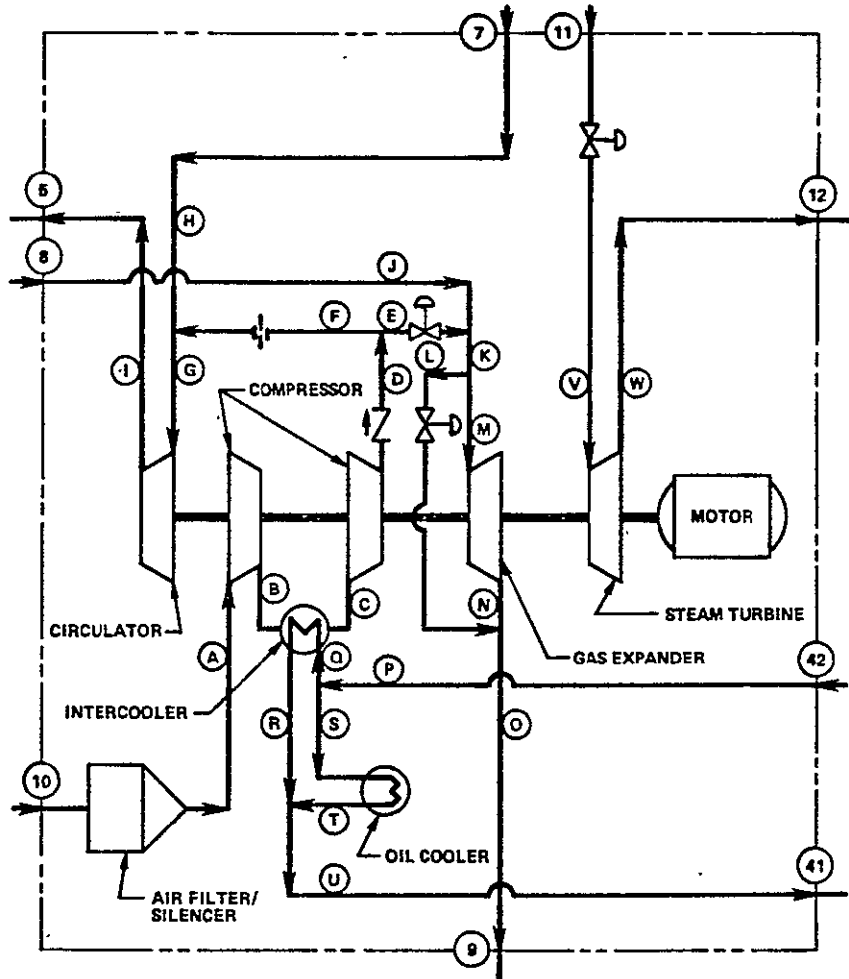 7
11
5
12
H
8
J
F
E
I
G
L
K
COMPRESSOR
D
V
W
M
MOTOR
B
C
N
STEAM TURBINE
CIRCULATOR
A
GAS EXPANDER
42
Q
P
INTERCOOLER
R
S
O
10
T
OIL COOLER
AIR FILTER/
SILENCER
U
41
9